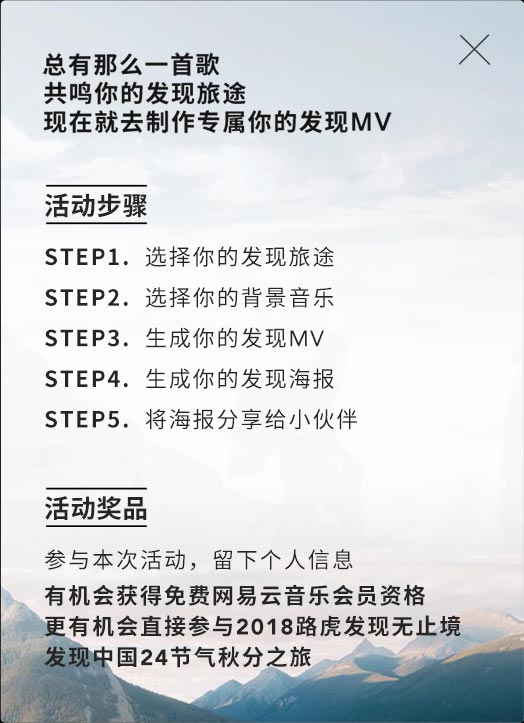 总有那么一首歌
共鸣你的发现旅途
现在就去制作专属你的发现MV
活动步骤
STEP1. 选择你的发现旅途
STEP2. 选择你的背景音乐
STEP3. 生成你的发现MV
STEP4. 生成你的发现海报
STEP5. 将海报分享给小伙伴
活动奖品
参与本次活动，留下个人信息
有机会获得免费网易云音乐会员资格
更有机会直接参与2018路虎发现无止境
发现中国24节气秋分之旅